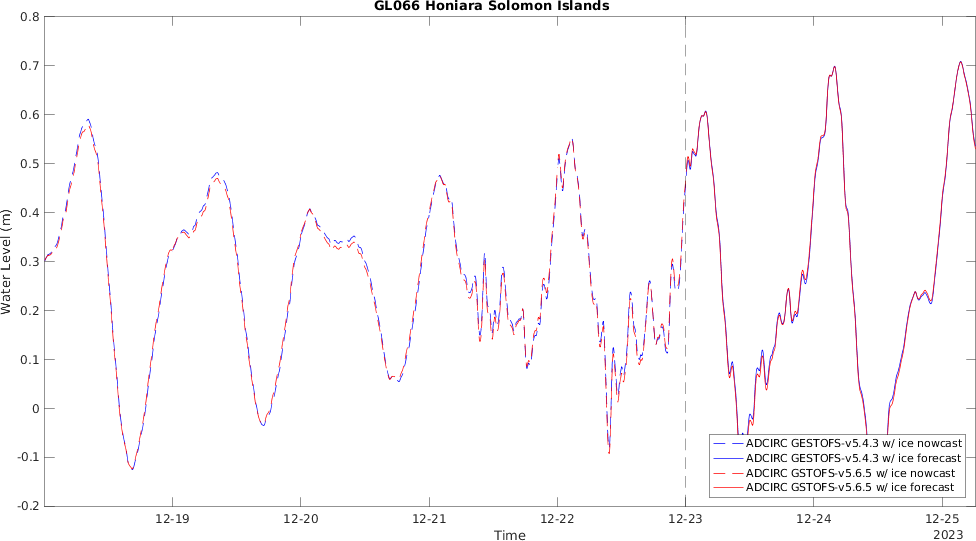 GL066 Honiara Solomon Islands
0.8
0.7
0.6
0.5
0.4
0.3
0.2
0.1
0
-0.1
-0.2
Water Level (m)
12-19
12-20
12-21
12-22
12-23
12-24
12-25
Time
2023
ADCIRC GESTOFS-v5.4.3 w/ ice nowcast
ADCIRC GESTOFS-v5.4.3 w/ ice forecast
ADCIRC GSTOFS-v5.6.5 w/ ice nowcast
ADCIRC GSTOFS-v5.6.5 w/ ice forecast